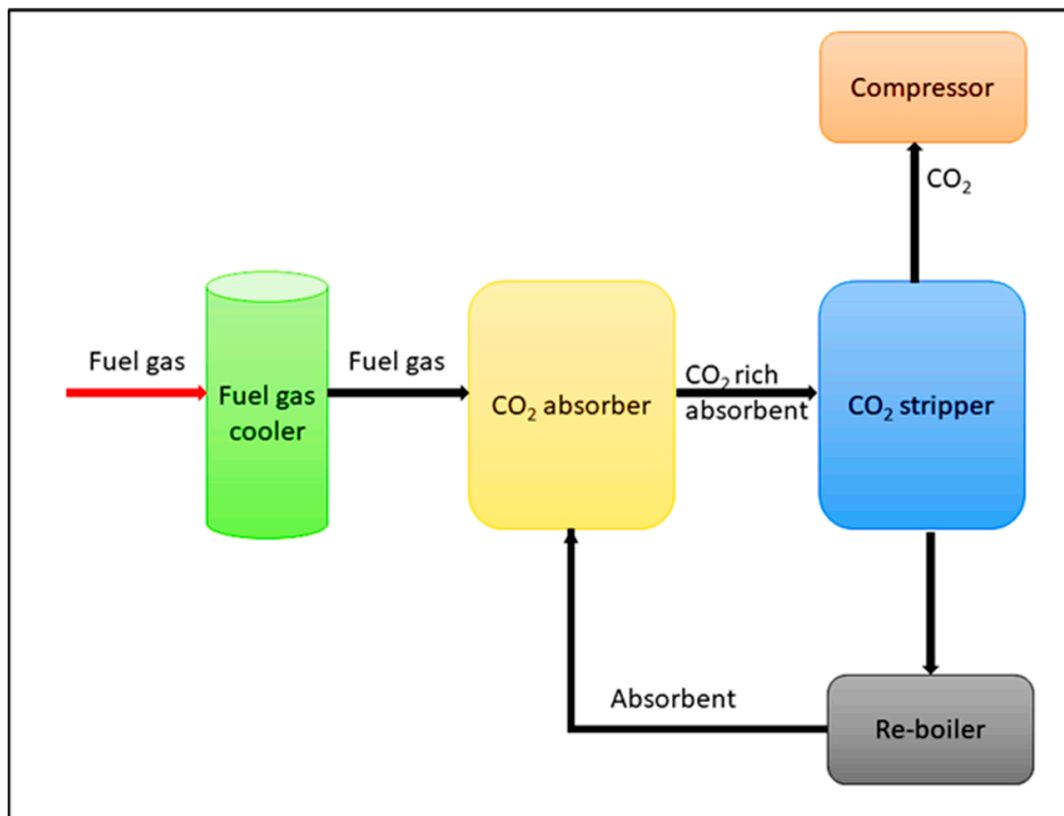 Compressor
CO₂
Fuel gas
Fuel gas
cooler
Fuel gas
CO₂ absorber
CO₂ rich
absorbent
CO₂ stripper
Absorbent
Re-boiler